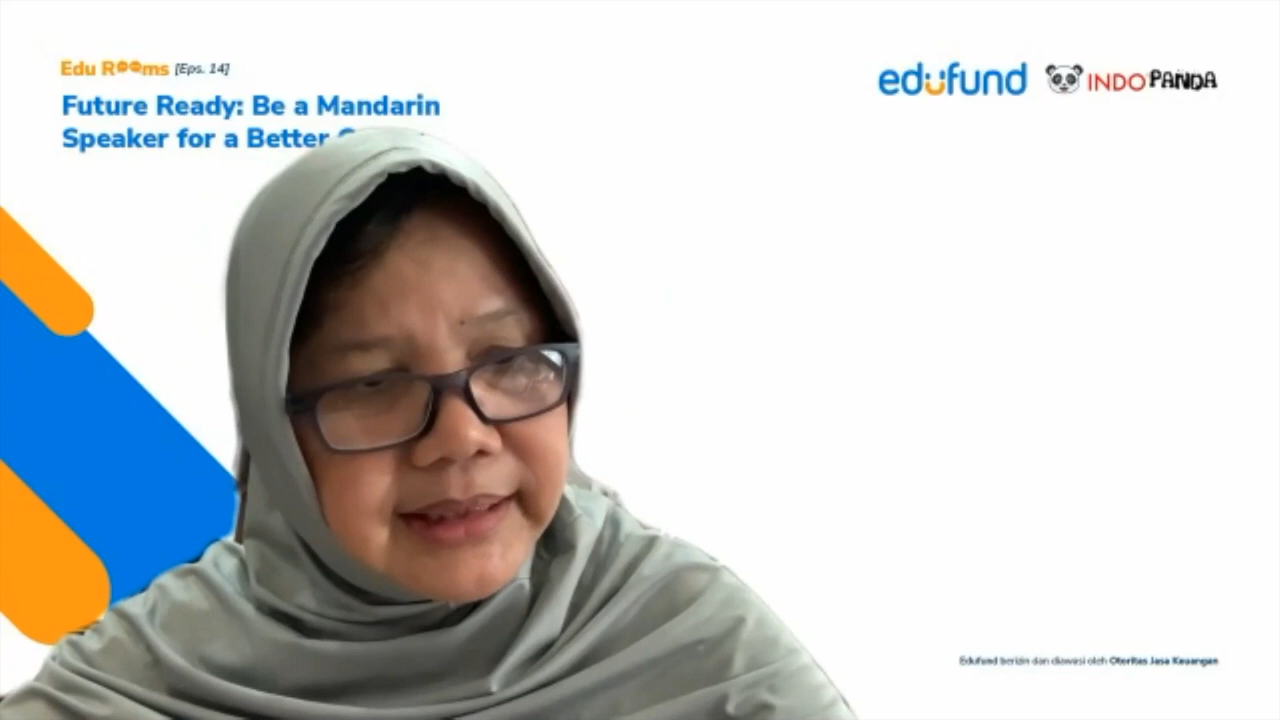 Edu Rooms [Eps. 14]
edufund
INDOPANDA
Future Ready: Be a Mandarin
Speaker for a Better
Edufund berizin dan diawasi oleh Otoritas Jasa Keuangan